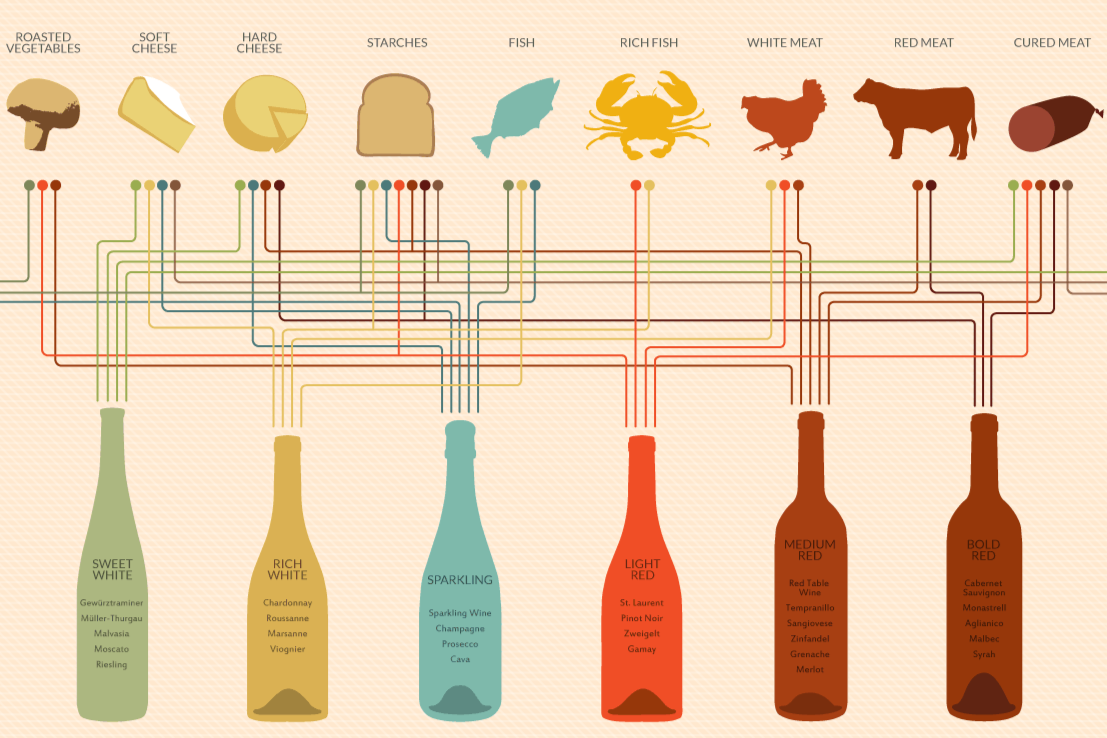 ROASTED
VEGETABLES
SOFT
CHEESE
HARD
CHEESE
STARCHES
FISH
RICH FISH
WHITE MEAT
RED MEAT
CURED MEAT
SWEET
WHITE
Gewürztraminer
Müller-Thurgau
Malvasia
Moscato
Riesling
RICH
WHITE
Chardonnay
Roussanne
Marsanne
Viognier
SPARKLING
Sparkling Wine
Champagne
Prosecco
Cava
LIGHT
RED
St. Laurent
Pinot Noir
Zweigelt
Gamay
MEDIUM
RED
Red Table
Wine
Tempranillo
Sangiovese
Zinfandel
Grenache
Merlot
BOLD
RED
Cabernet
Sauvignon
Monastrell
Aglianico
Malbec
Syrah